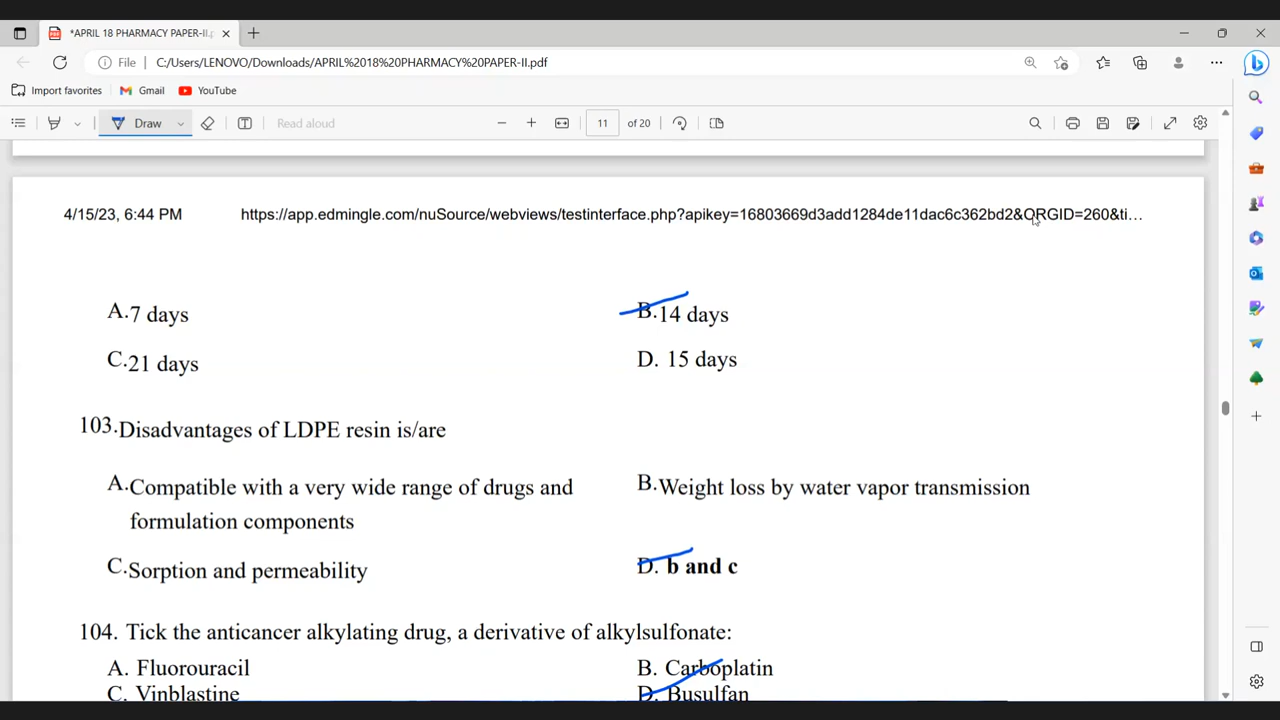 *APRIL 18 PHARMACY PAPER-II.p
File C:/Users/LENOVO/Downloads/APRIL%2018%20PHARMACY%20PAPER-II.pdf
Import favorites Gmail YouTube
Draw Read aloud 11 of 20
4/15/23, 6:44 PM https://app.edmingle.com/nuSource/webviews/testinterface.php?apikey=16803669d3add1284de11dac6c362bd2&ORGID=260&ti…
A. 7 days B. 14 days
C. 21 days D. 15 days
103. Disadvantages of LDPE resin is/are
A. Compatible with a very wide range of drugs and B. Weight loss by water vapor transmission
formulation components
C. Sorption and permeability D. b and c
104. Tick the anticancer alkylating drug, a derivative of alkylsulfonate:
A. Fluorouracil B. Carboplatin
C. Vinblastine D. Busulfan